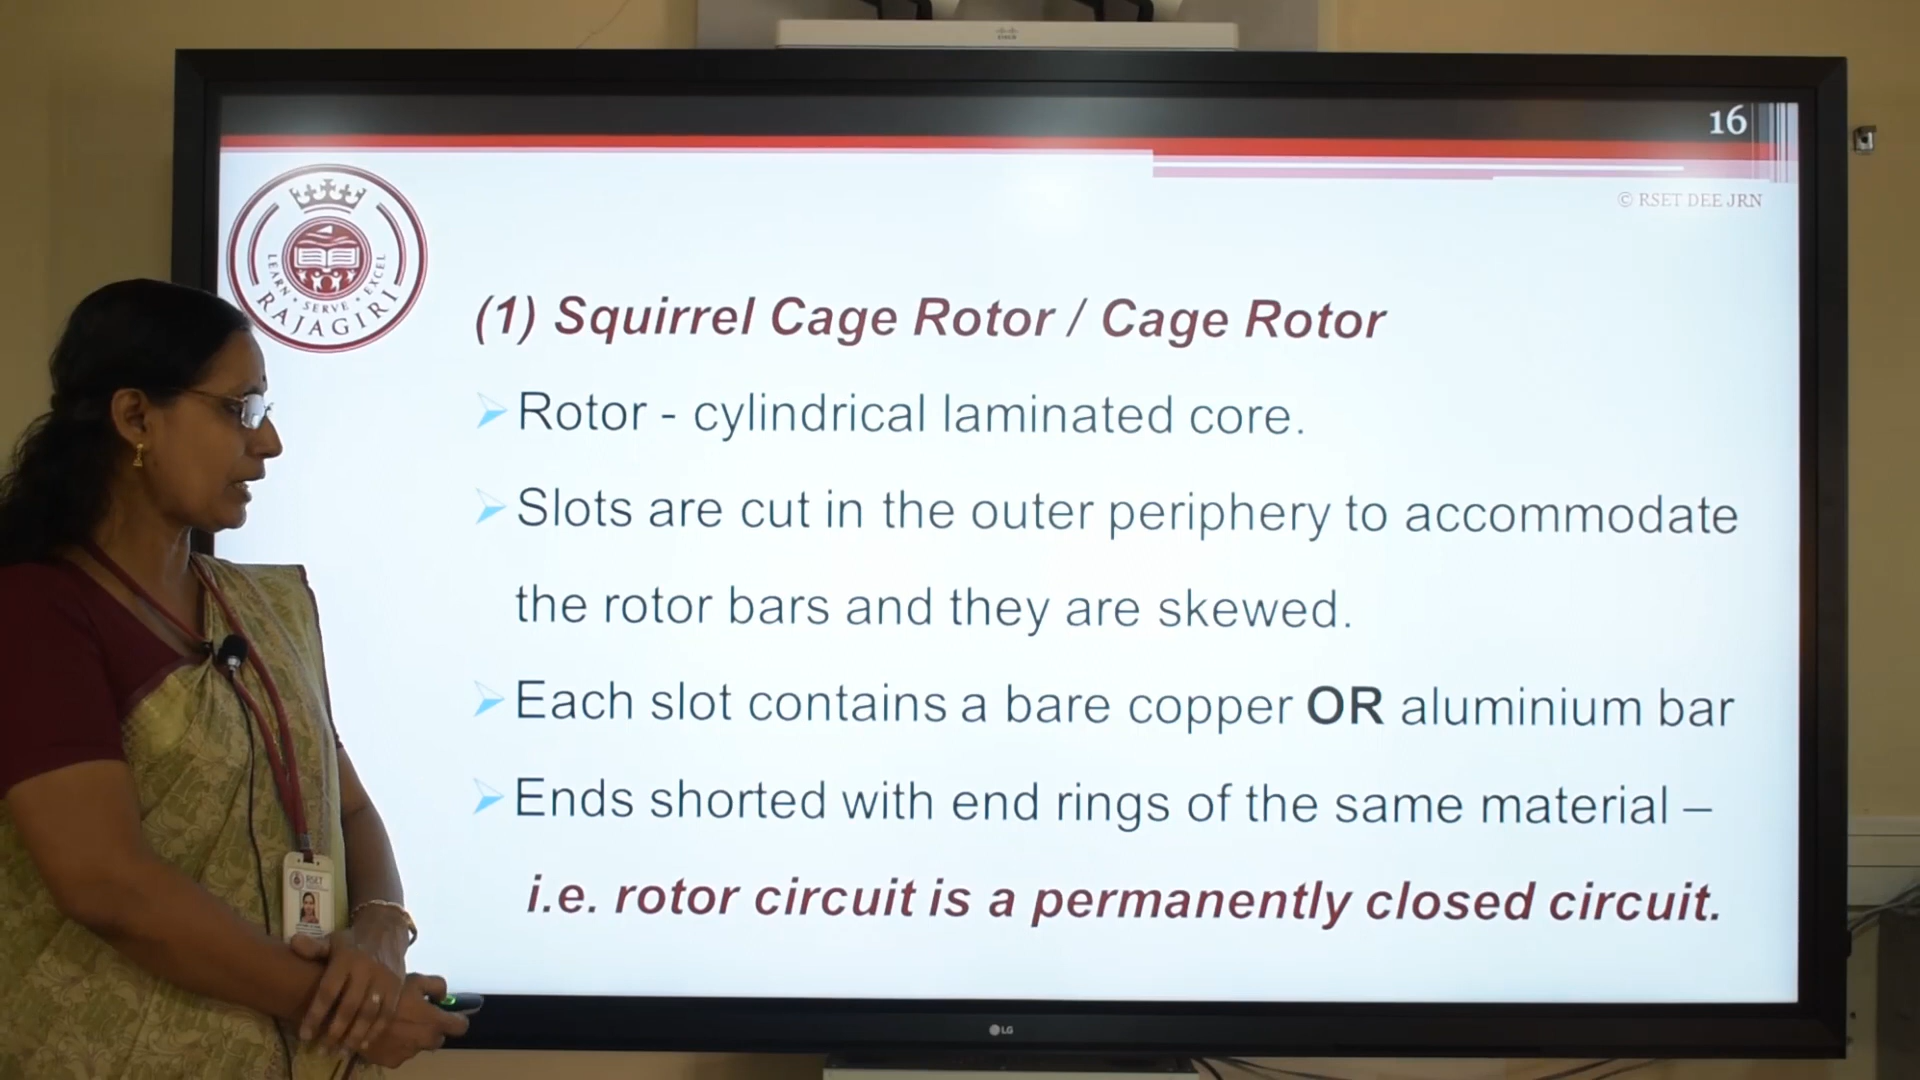 16
© RSET DEE JRN
LEARN • SERVE • EXCEL
RAJAGIRI
(1) Squirrel Cage Rotor / Cage Rotor
Rotor - cylindrical laminated core.
Slots are cut in the outer periphery to accommodate
the rotor bars and they are skewed.
Each slot contains a bare copper OR aluminium bar
Ends shorted with end rings of the same material –
i.e. rotor circuit is a permanently closed circuit.
RSET
LG